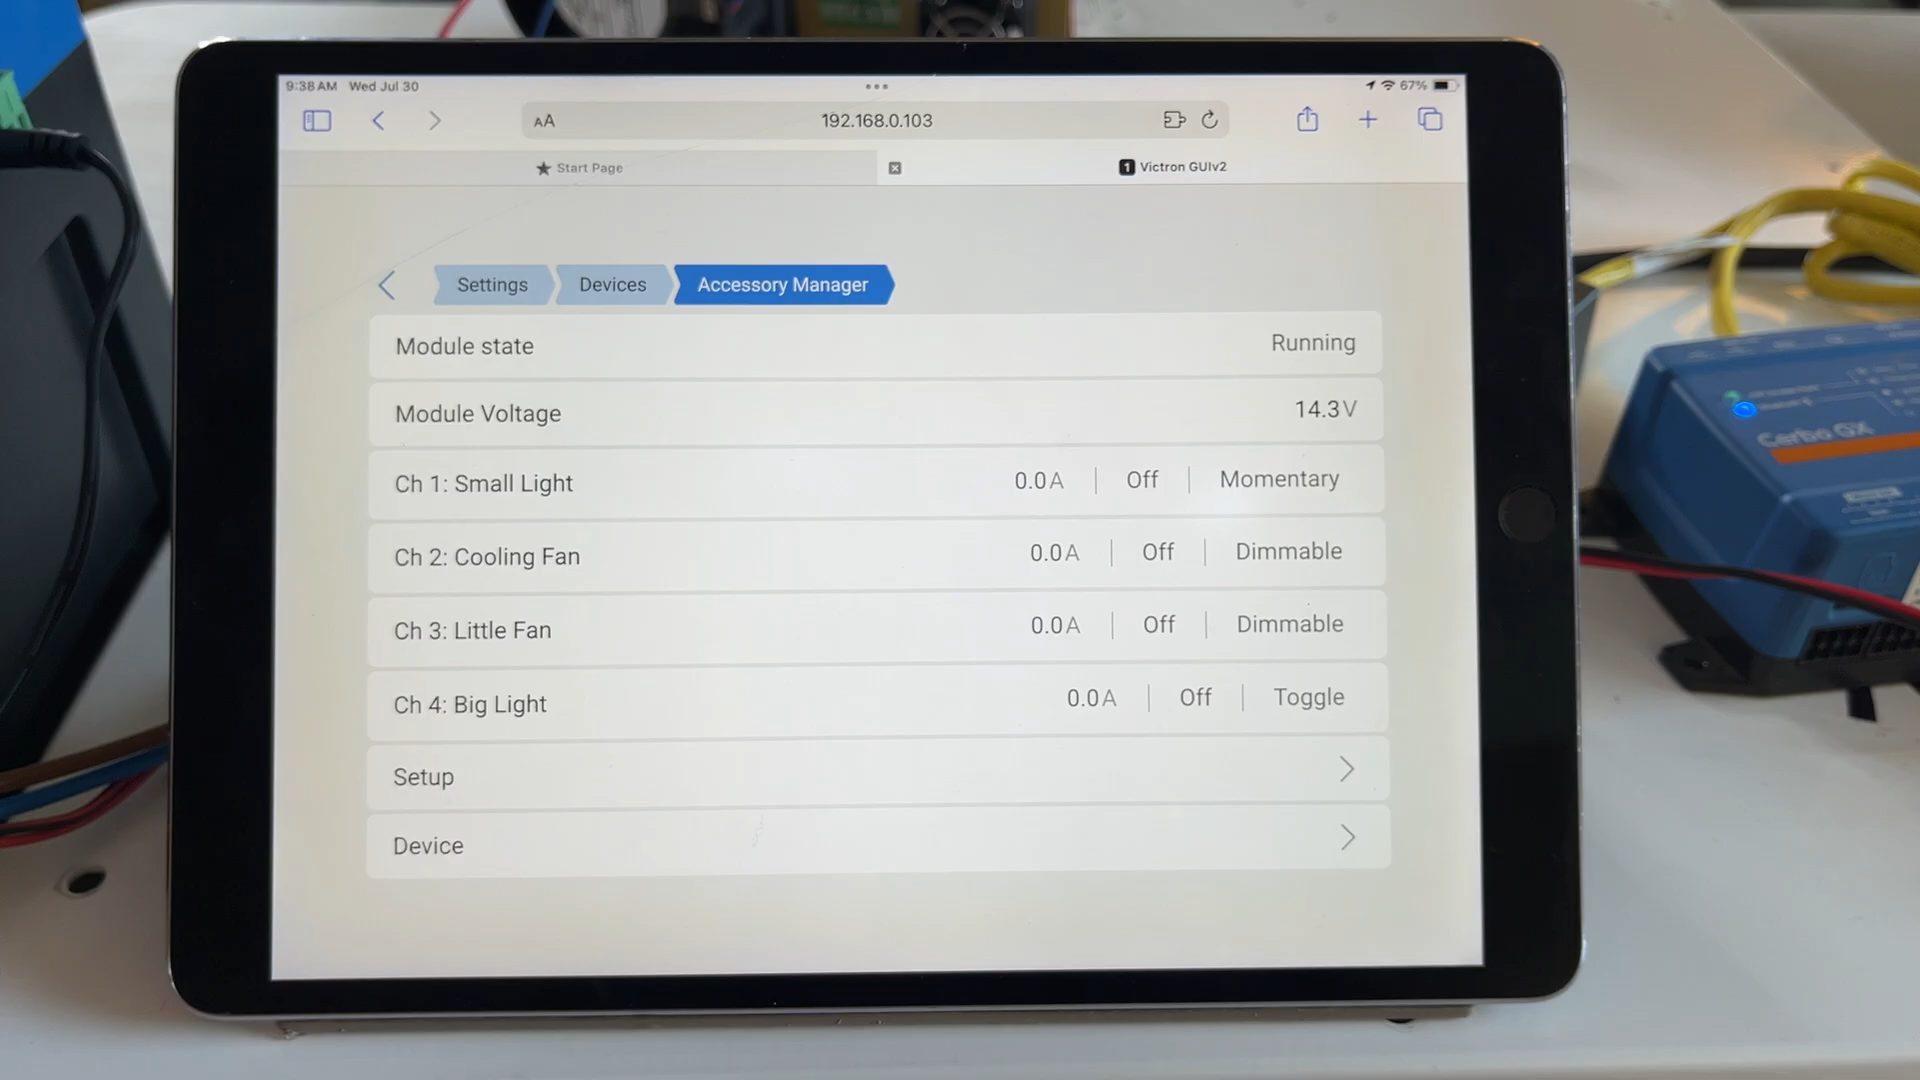 9:38 AM Wed Jul 30
67%
AA
192.168.0.103
Start Page
1 Victron GUIv2
Settings
Devices
Accessory Manager
Module state Running
Module Voltage 14.3V
Ch 1: Small Light 0.0A Off Momentary
Ch 2: Cooling Fan 0.0A Off Dimmable
Ch 3: Little Fan 0.0A Off Dimmable
Ch 4: Big Light 0.0A Off Toggle
Setup
Device
Cerbo GX